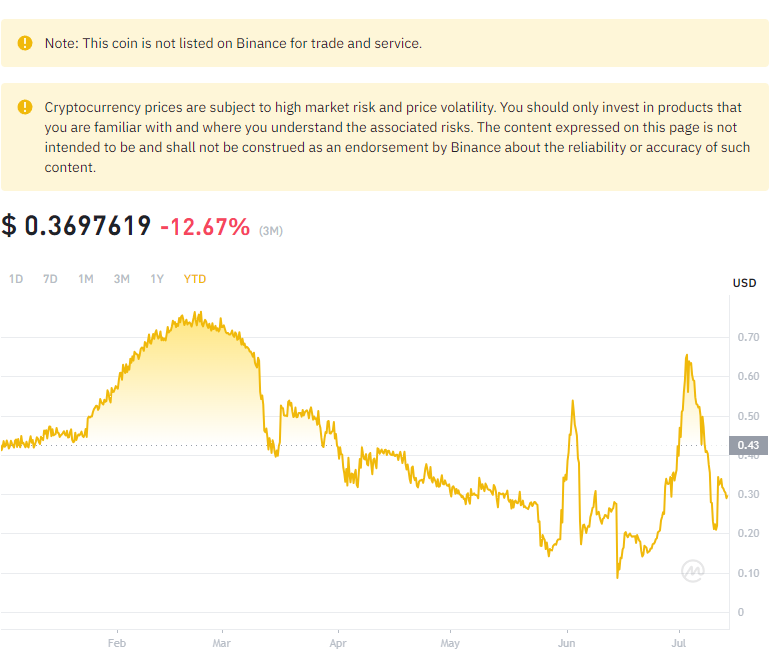 Note: This coin is not listed on Binance for trade and service.
Cryptocurrency prices are subject to high market risk and price volatility. You should only invest in products that
you are familiar with and where you understand the associated risks. The content expressed on this page is not
intended to be and shall not be construed as an endorsement by Binance about the reliability or accuracy of such
content.
$ 0.3697619 -12.67% (3M)
1D 7D 1M 3M 1Y YTD
USD
0.70
0.60
0.50
0.43
0.40
0.30
0.20
0.10
0
Feb Mar Apr May Jun Jul